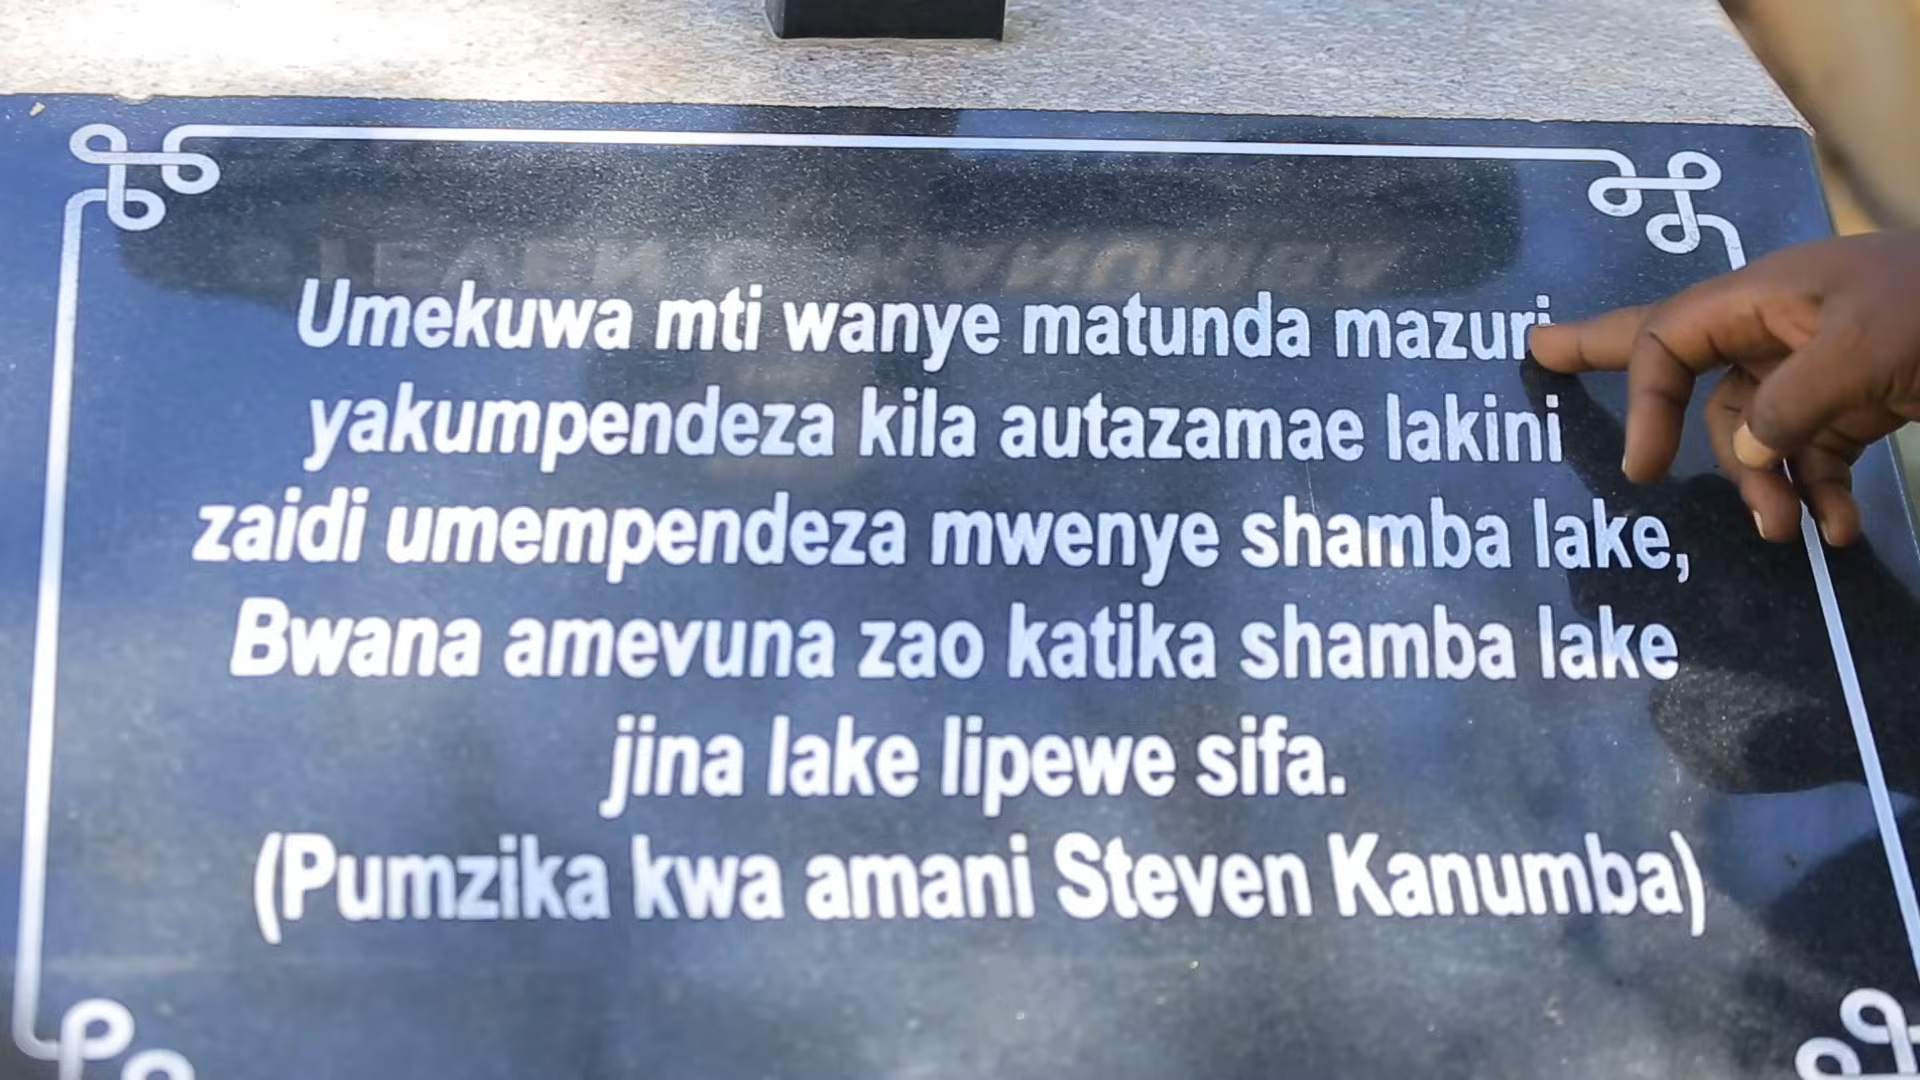 Umekuwa mti wanye matunda mazuri
yakumpendeza kila autazamae lakini
zaidi umempendeza mwenye shamba lake,
Bwana amevuna zao katika shamba lake
jina lake lipewe sifa.
(Pumzika kwa amani Steven Kanumba)